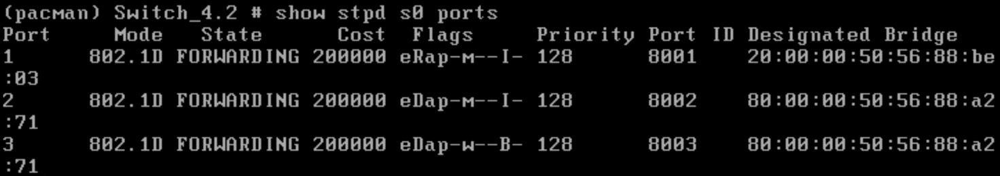 (pacman) Switch_4.2 # show stpd s0 ports
Port      Mode   State      Cost  Flags     Priority Port ID Designated Bridge
1       802.1D FORWARDING 200000 eRap-m--I- 128      8001    20:00:00:50:56:88:be
:03
2       802.1D FORWARDING 200000 eDap-m--I- 128      8002    80:00:00:50:56:88:a2
:71
3       802.1D FORWARDING 200000 eDap-w--B- 128      8003    80:00:00:50:56:88:a2
:71